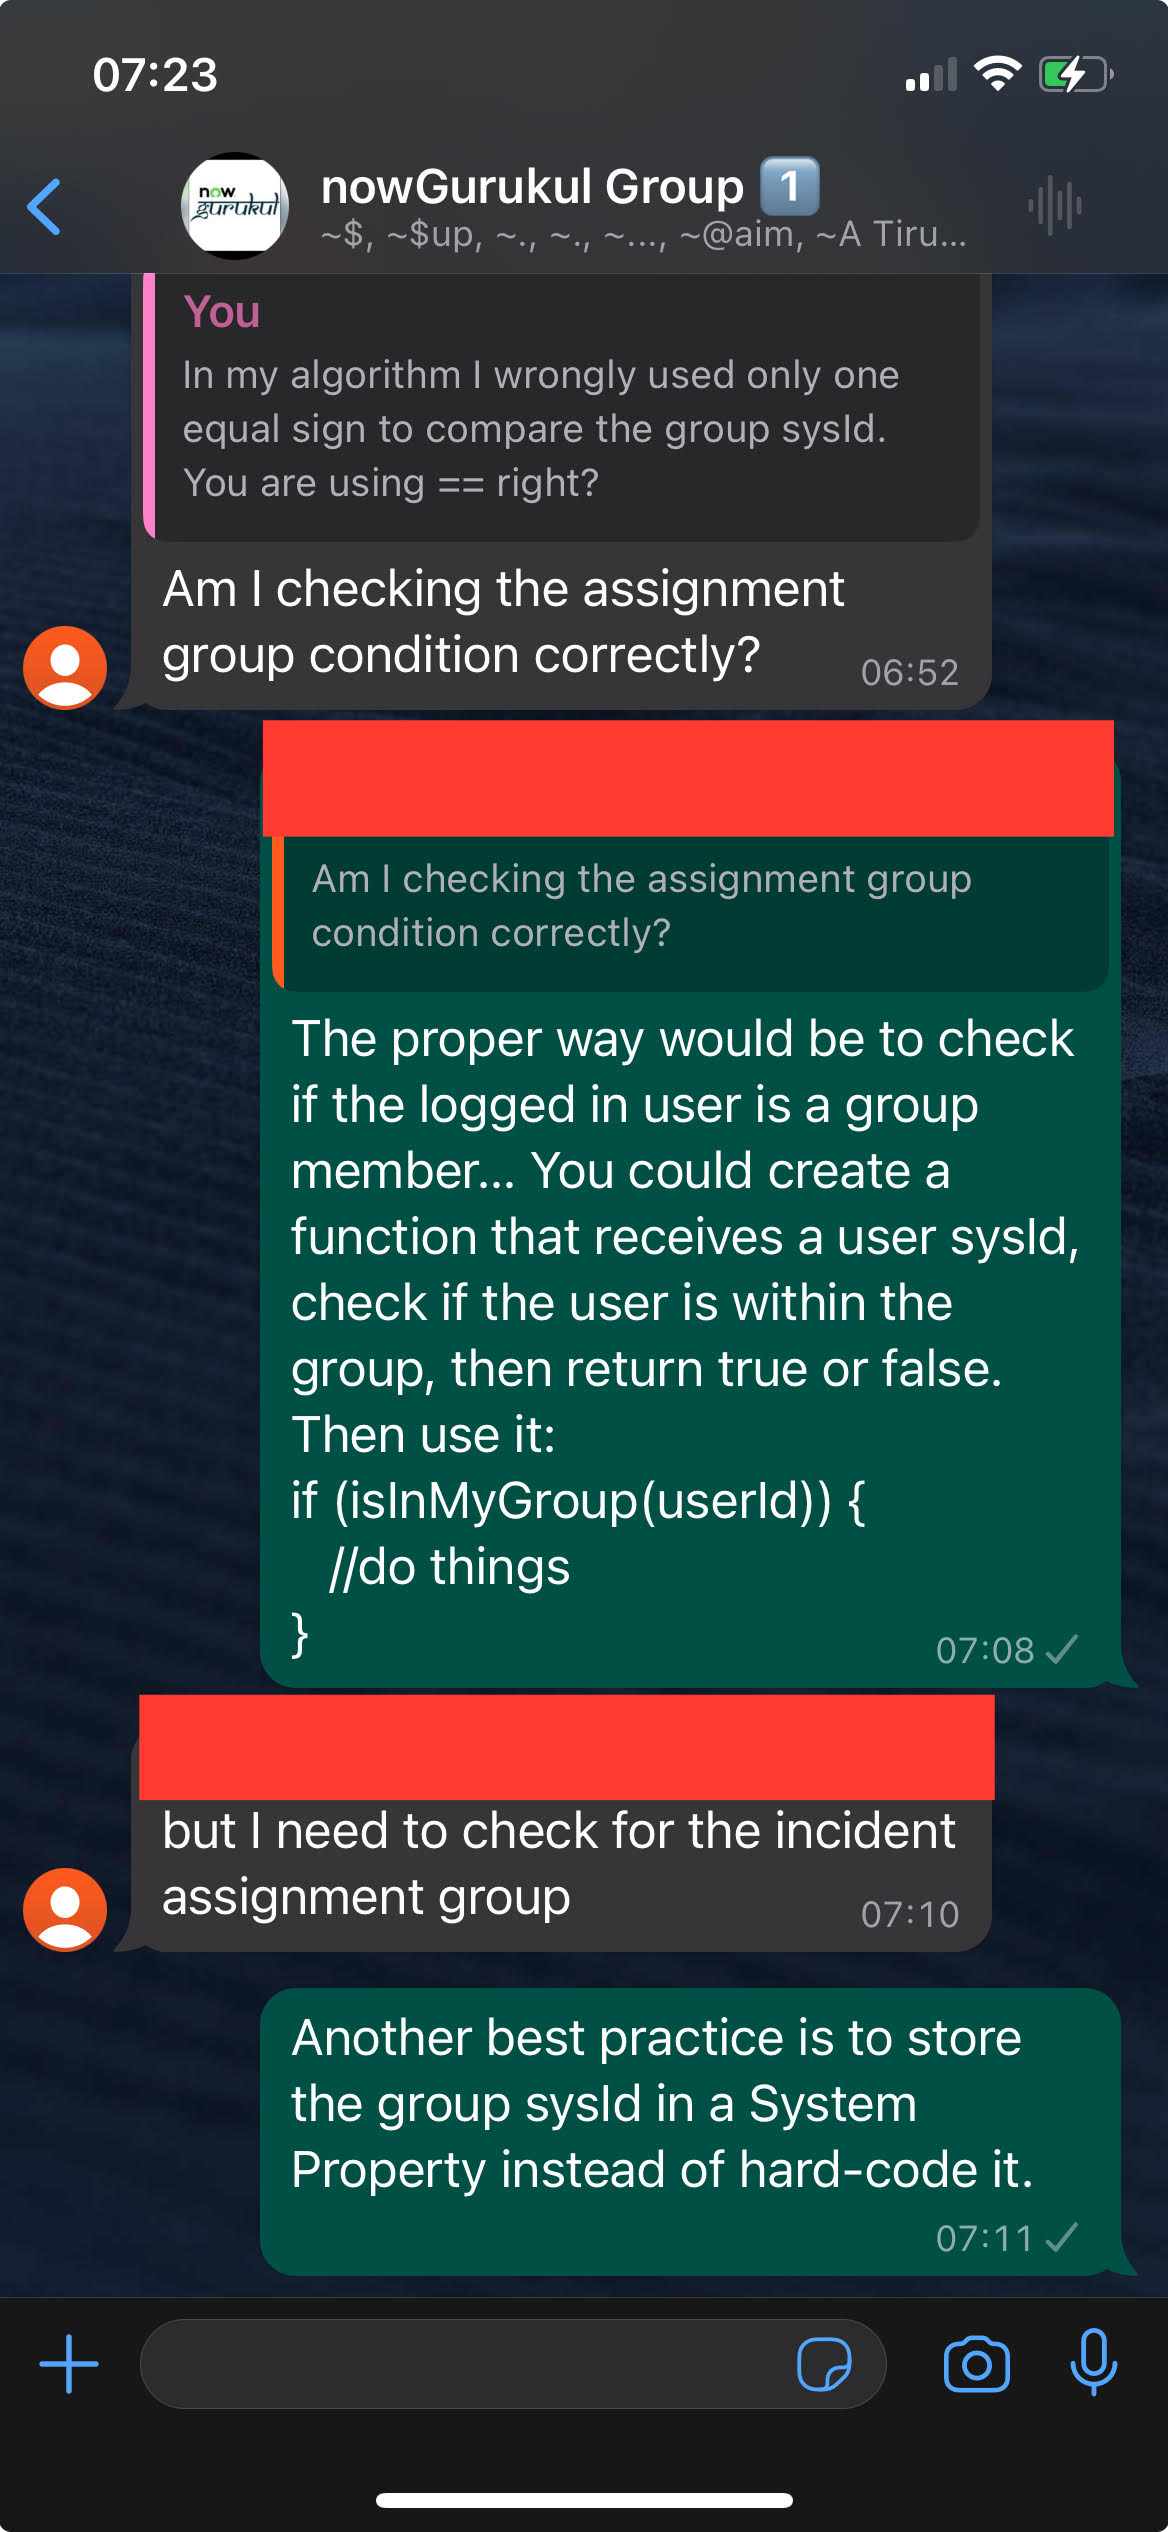 07:23
now
gurukul
nowGurukul Group 1
~$, ~$up, ~., ~., ~..., ~@aim, ~A Tiru...
You
In my algorithm I wrongly used only one
equal sign to compare the group sysId.
You are using == right?
Am I checking the assignment
group condition correctly?
06:52
Am I checking the assignment group
condition correctly?
The proper way would be to check
if the logged in user is a group
member... You could create a
function that receives a user sysId,
check if the user is within the
group, then return true or false.
Then use it:
if (isInMyGroup(userId)) {
//do things
}
07:08
but I need to check for the incident
assignment group
07:10
Another best practice is to store
the group sysId in a System
Property instead of hard-code it.
07:11